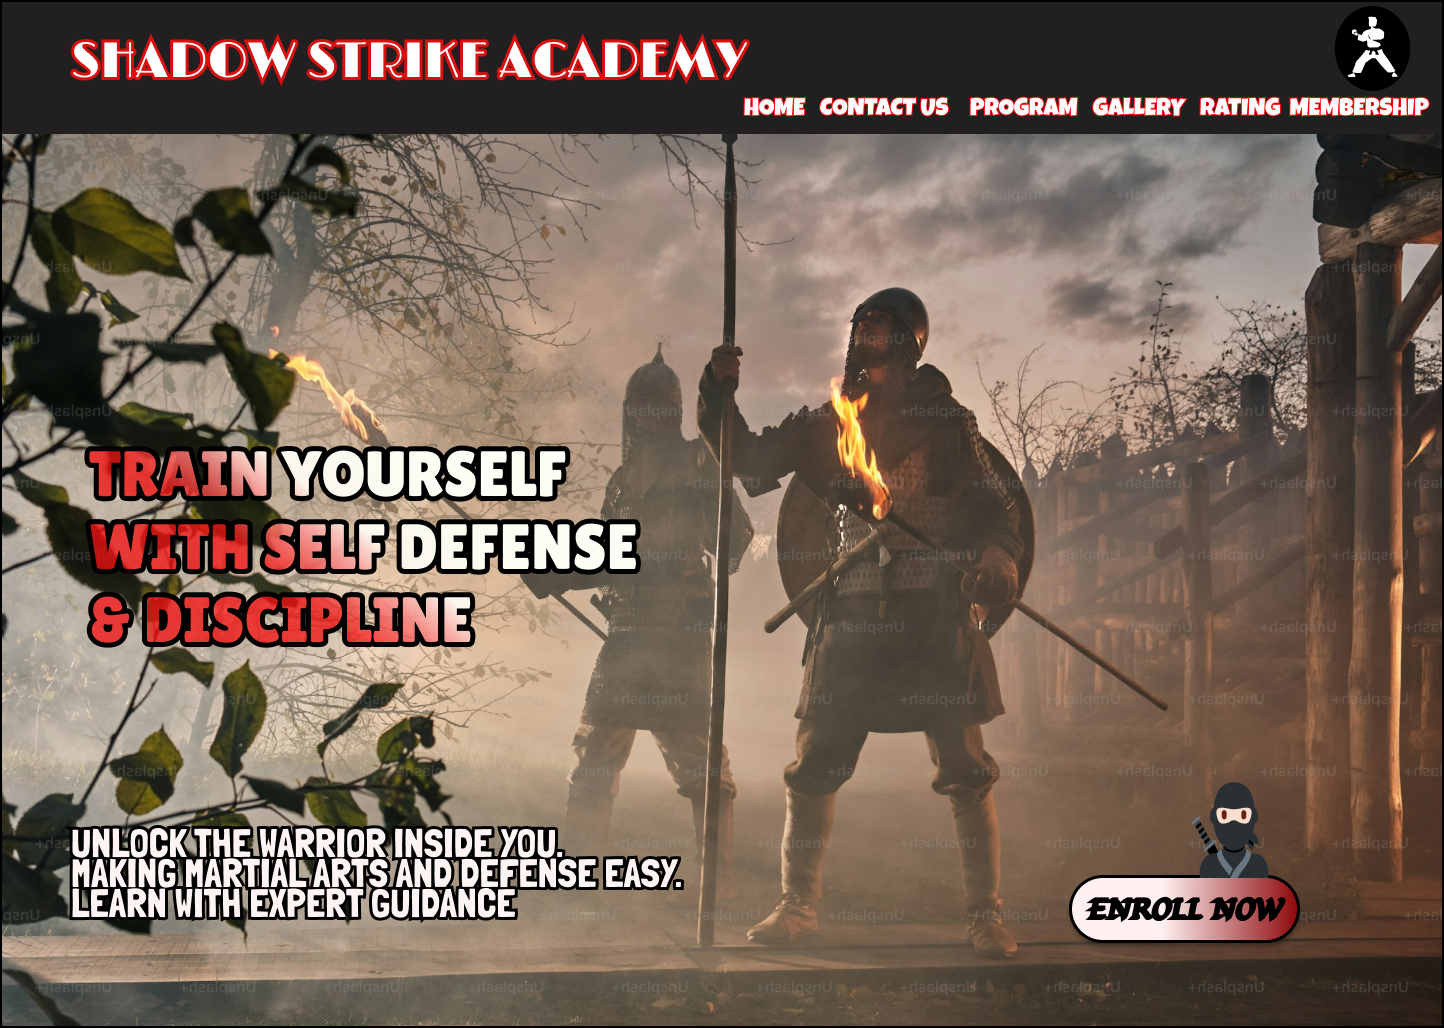 SHADOW STRIKE ACADEMY
HOME CONTACT US PROGRAM GALLERY RATING MEMBERSHIP
TRAIN YOURSELF
WITH SELF DEFENSE
& DISCIPLINE
UNLOCK THE WARRIOR INSIDE YOU.
MAKING MARTIAL ARTS AND DEFENSE EASY.
LEARN WITH EXPERT GUIDANCE
ENROLL NOW
Unsplash+